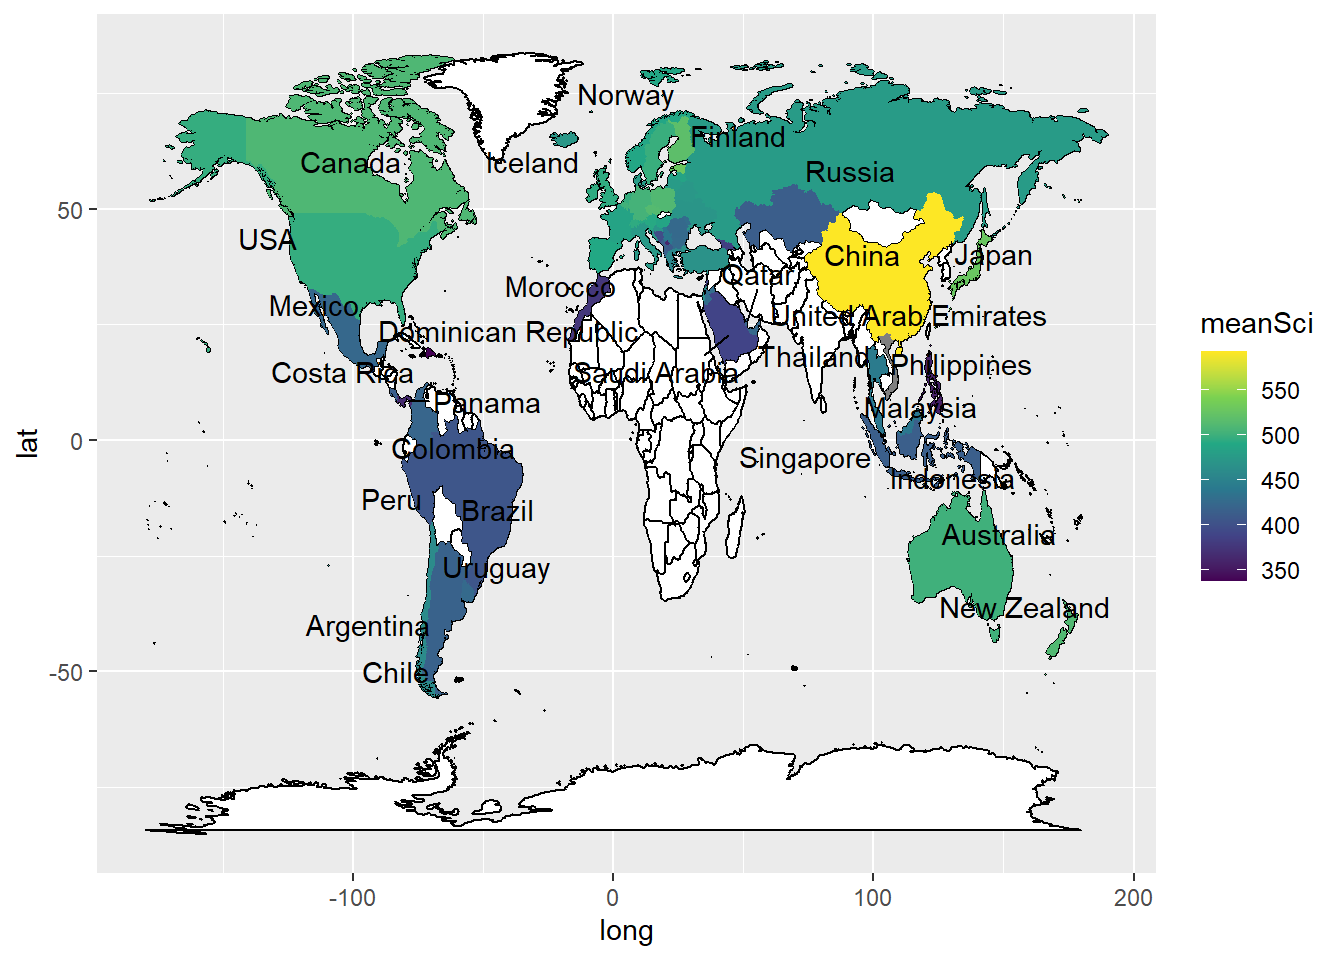 Norway
Finland
Canada
Iceland
Russia
USA
China
Japan
Qatar
Morocco
Mexico
United Arab Emirates
Dominican Republic
Thailand
Philippines
Costa Rica
Saudi Arabia
Panama
Malaysia
Colombia
Singapore
Indonesia
Peru
Brazil
Australia
Uruguay
New Zealand
Argentina
Chile
lat
50
0
-50
-100
0
100
200
long
meanSci
550
500
450
400
350